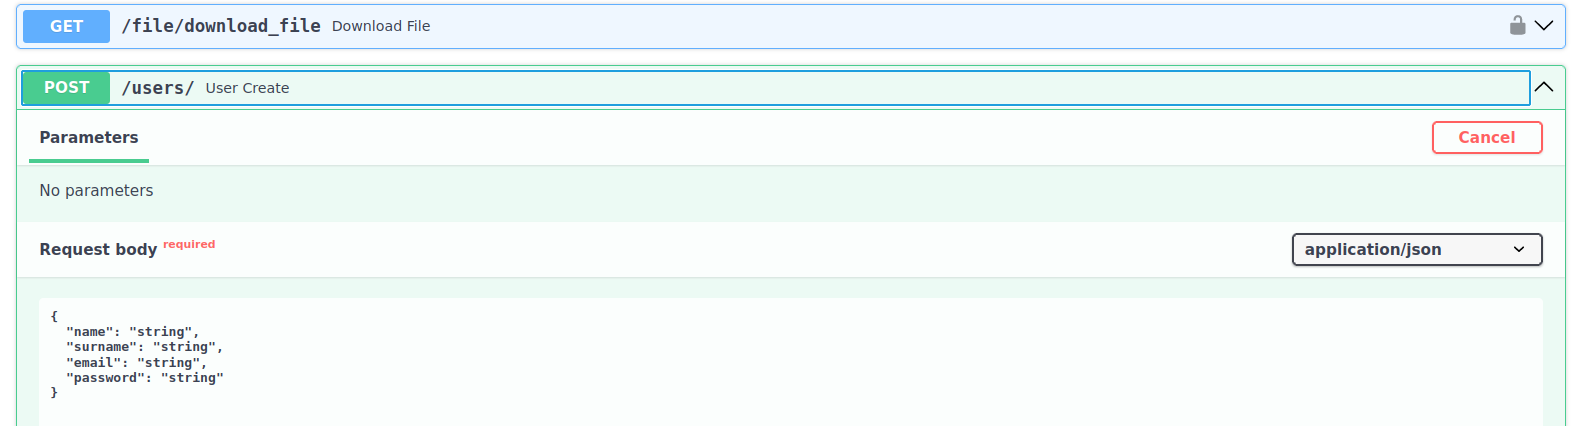 GET /file/download_file Download File
POST /users/ User Create
Parameters Cancel
No parameters
Request body required application/json
{
  "name": "string",
  "surname": "string",
  "email": "string",
  "password": "string"
}